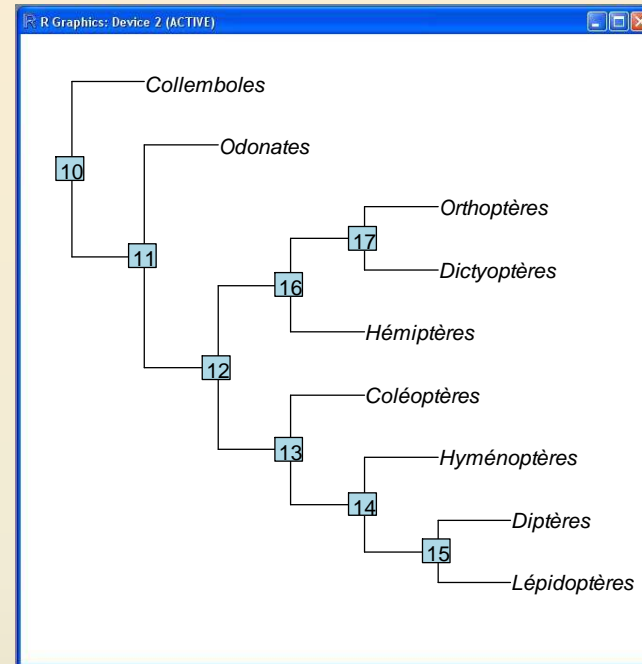 R Graphics: Device 2 (ACTIVE)
Collemboles
Odonates
10
Orthoptères
17
11
Dictyoptères
16
Hémiptères
12
Coléoptères
13
Hyménoptères
14
Diptères
15
Lépidoptères